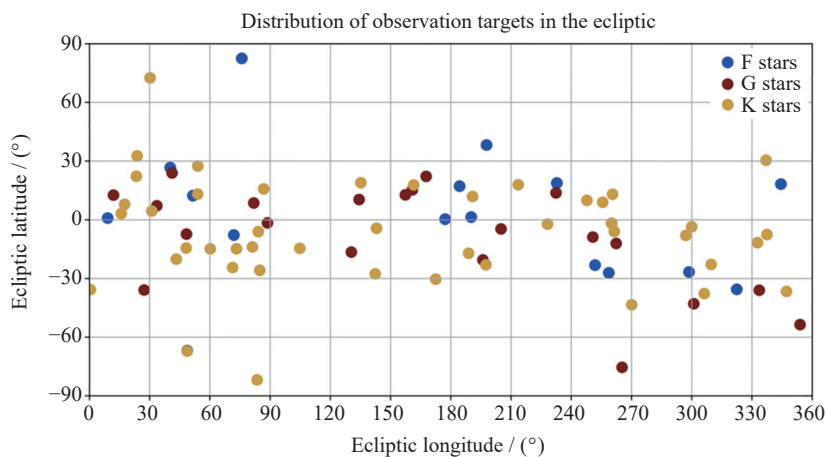 Distribution of observation targets in the ecliptic
90
60
30
0
−30
−60
−90
Ecliptic latitude / (°)
F stars
G stars
K stars
0 30 60 90 120 150 180 210 240 270 300 330 360
Ecliptic longitude / (°)